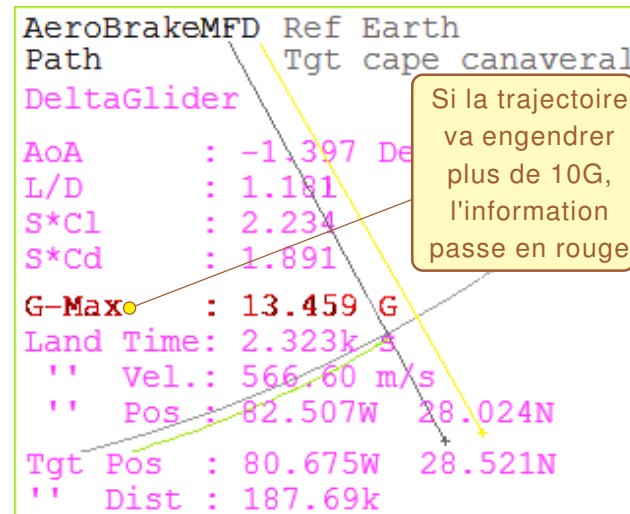 AeroBrakeMFD Ref Earth
Path Tgt cape canaveral
DeltaGlider
Si la trajectoire
va engendrer
plus de 10G,
l'information
passe en rouge
AoA : -1.397 De
L/D : 1.181
S*Cl : 2.234
S*Cd : 1.891
G-Max : 13.459 G
Land Time: 2.323k s
'' Vel.: 566.60 m/s
'' Pos : 82.507W 28.024N
Tgt Pos : 80.675W 28.521N
'' Dist : 187.69k